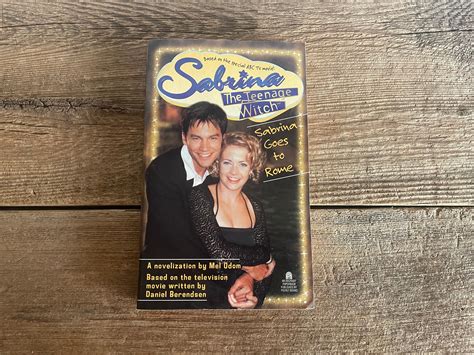 Based on the special ABC TV movie!
Sabrina
The Teenage
Witch
Sabrina
Goes
to
Rome
A novelization by Mel Odom
Based on the television
movie written by
Daniel Berendsen